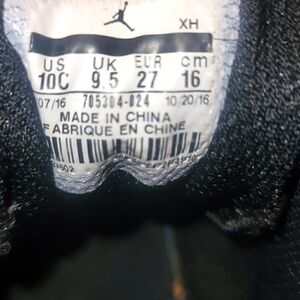 XH
US UK EUR cm
10C 9.5 27 16
07/16 705304-024 10/20/16
MADE IN CHINA
FABRIQUE EN CHINE